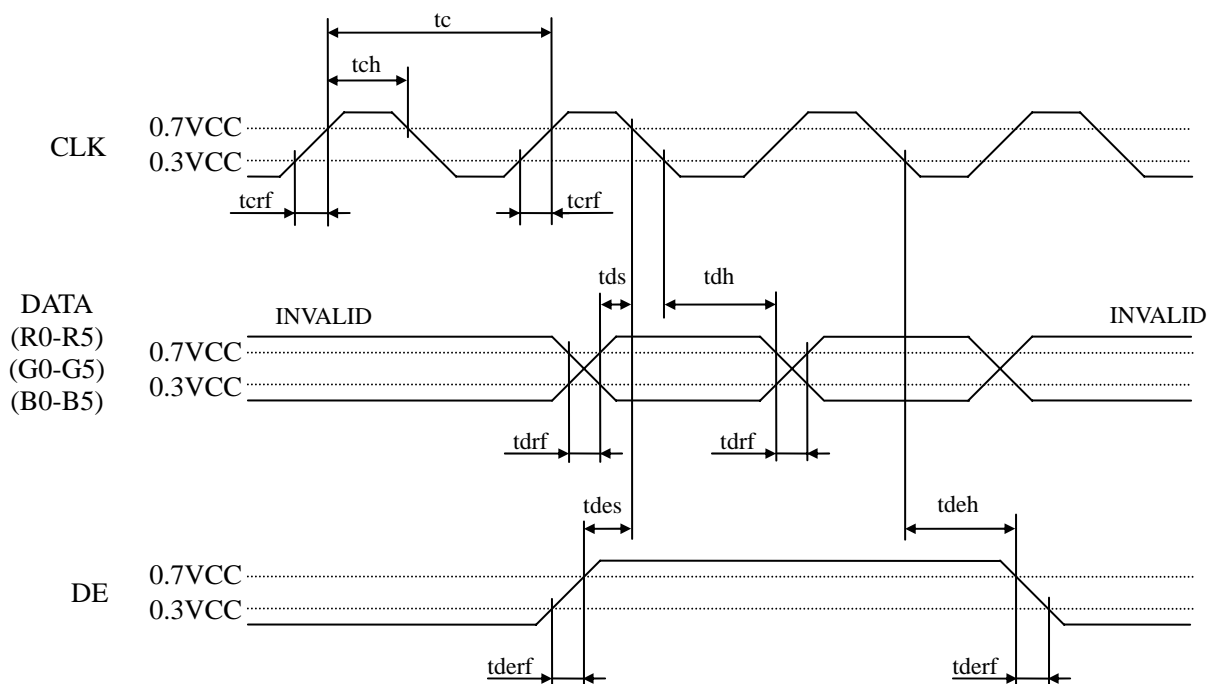 tc
tch
0.7VCC
CLK
0.3VCC
tcrf
tcrf
tds
tdh
DATA
(R0-R5)
(G0-G5)
(B0-B5)
INVALID
INVALID
0.7VCC
0.3VCC
tdrf
tdrf
tdes
tdeh
0.7VCC
DE
0.3VCC
tderf
tderf